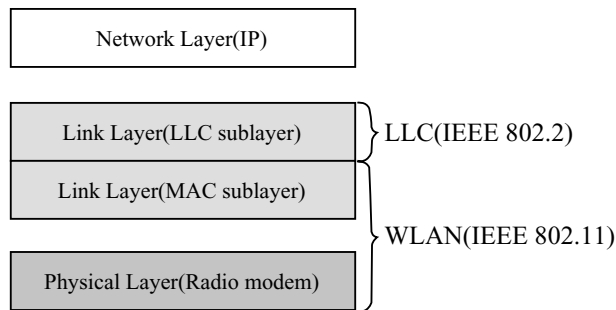 Network Layer(IP)
Link Layer(LLC sublayer)
LLC(IEEE 802.2)
Link Layer(MAC sublayer)
WLAN(IEEE 802.11)
Physical Layer(Radio modem)